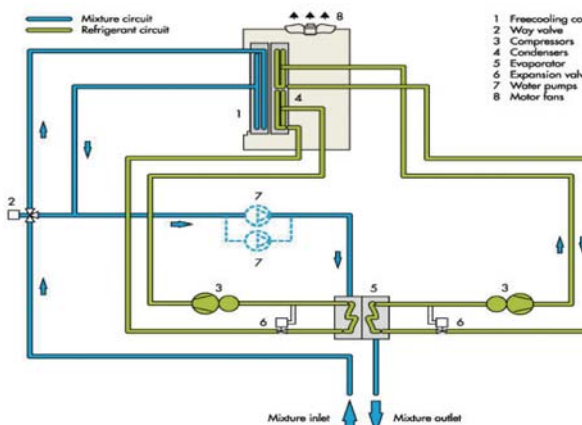 Mixture circuit
Refrigerant circuit
8
1 Freecooling
2 Way valve
3 Compressors
4 Condensers
5 Evaporator
6 Expansion
7 Water pumps
8 Motor fans
1
4
2
7
7
3
5
3
6
6
Mixture inlet
Mixture outlet